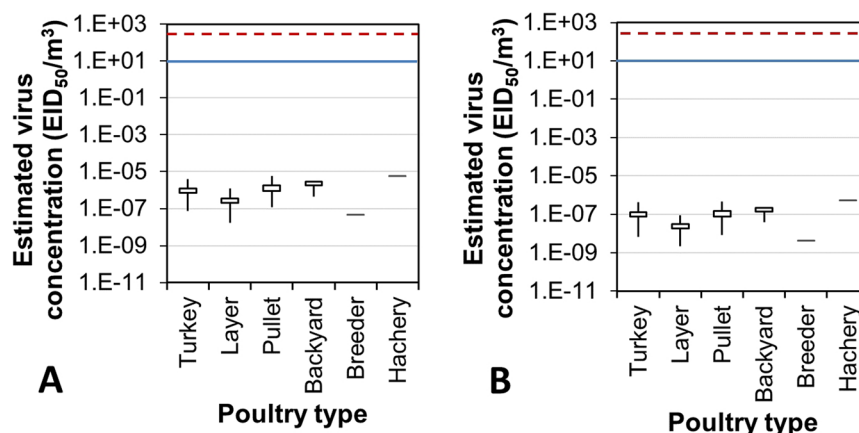 Estimated virus
concentration (EID50/m3)
1.E+03
1.E+01
1.E-01
1.E-03
1.E-05
1.E-07
1.E-09
1.E-11
Turkey
Layer
Pullet
Backyard
Breeder
Hachery
A
Poultry type
Estimated virus
concentration (EID50/m3)
1.E+03
1.E+01
1.E-01
1.E-03
1.E-05
1.E-07
1.E-09
1.E-11
Turkey
Layer
Pullet
Backyard
Breeder
Hachery
B
Poultry type